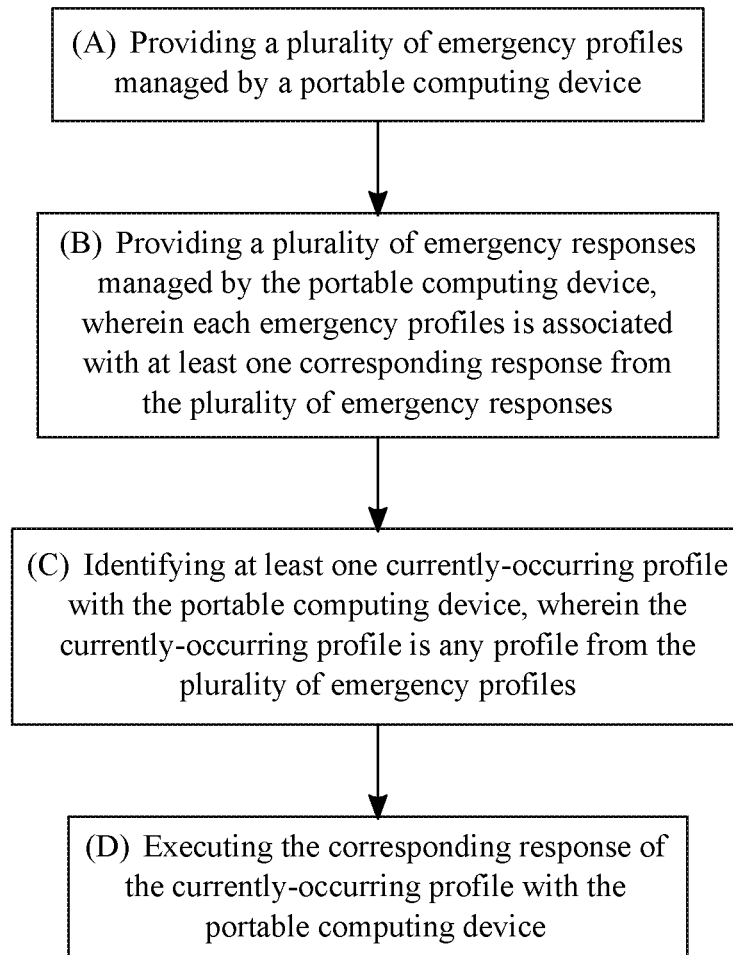 (A) Providing a plurality of emergency profiles
managed by a portable computing device
(B) Providing a plurality of emergency responses
managed by the portable computing device,
wherein each emergency profiles is associated
with at least one corresponding response from
the plurality of emergency responses
(C) Identifying at least one currently-occurring profile
with the portable computing device, wherein the
currently-occurring profile is any profile from the
plurality of emergency profiles
(D) Executing the corresponding response of
the currently-occurring profile with the
portable computing device